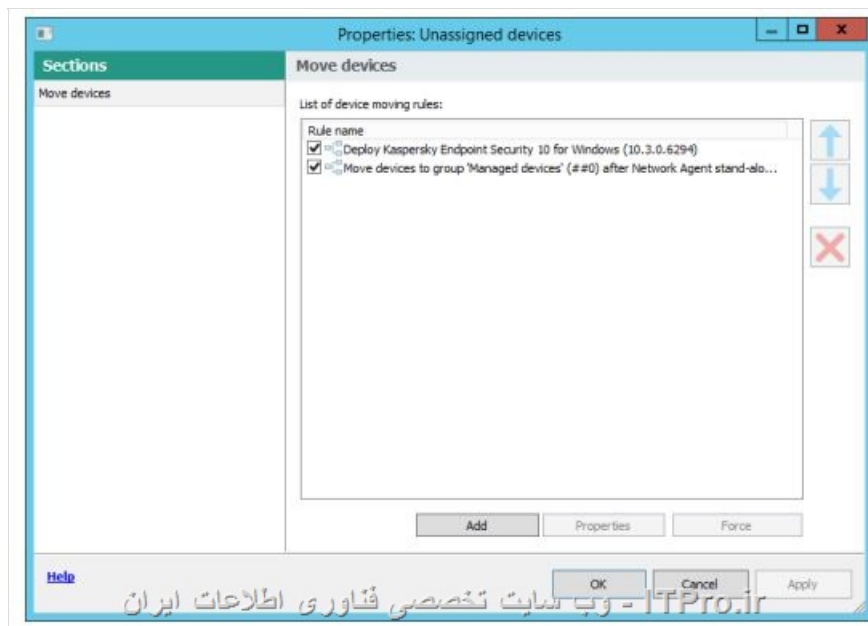 Properties: Unassigned devices
Sections
Move devices
Move devices
List of device moving rules:
Rule name
Deploy Kaspersky Endpoint Security 10 for Windows (10.3.0.6294)
Move devices to group 'Managed devices' (##0) after Network Agent stand-alo...
Add Properties Force
Help
OK Cancel Apply
ITPro.ir - وب سایت تخصصی فناوری اطلاعات ایران